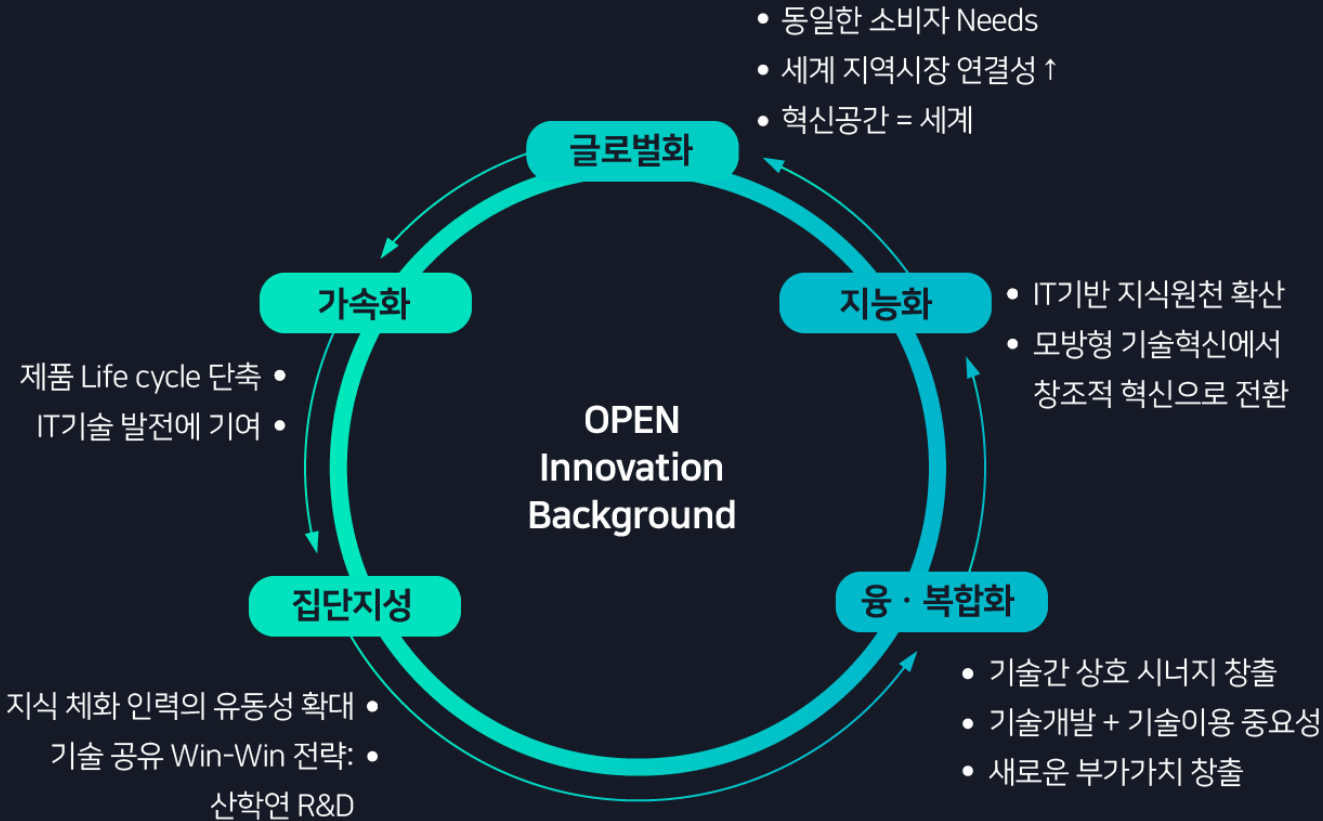 • 동일한 소비자 Needs
• 세계 지역시장 연결성 ↑
• 혁신공간 = 세계
글로벌화
가속화
제품 Life cycle 단축 •
IT기술 발전에 기여 •
지능화
• IT기반 지식원천 확산
• 모방형 기술혁신에서
창조적 혁신으로 전환
OPEN
Innovation
Background
집단지성
지식 체화 인력의 유동성 확대 •
기술 공유 Win-Win 전략: •
산학연 R&D
융 · 복합화
• 기술간 상호 시너지 창출
• 기술개발 + 기술이용 중요성
• 새로운 부가가치 창출